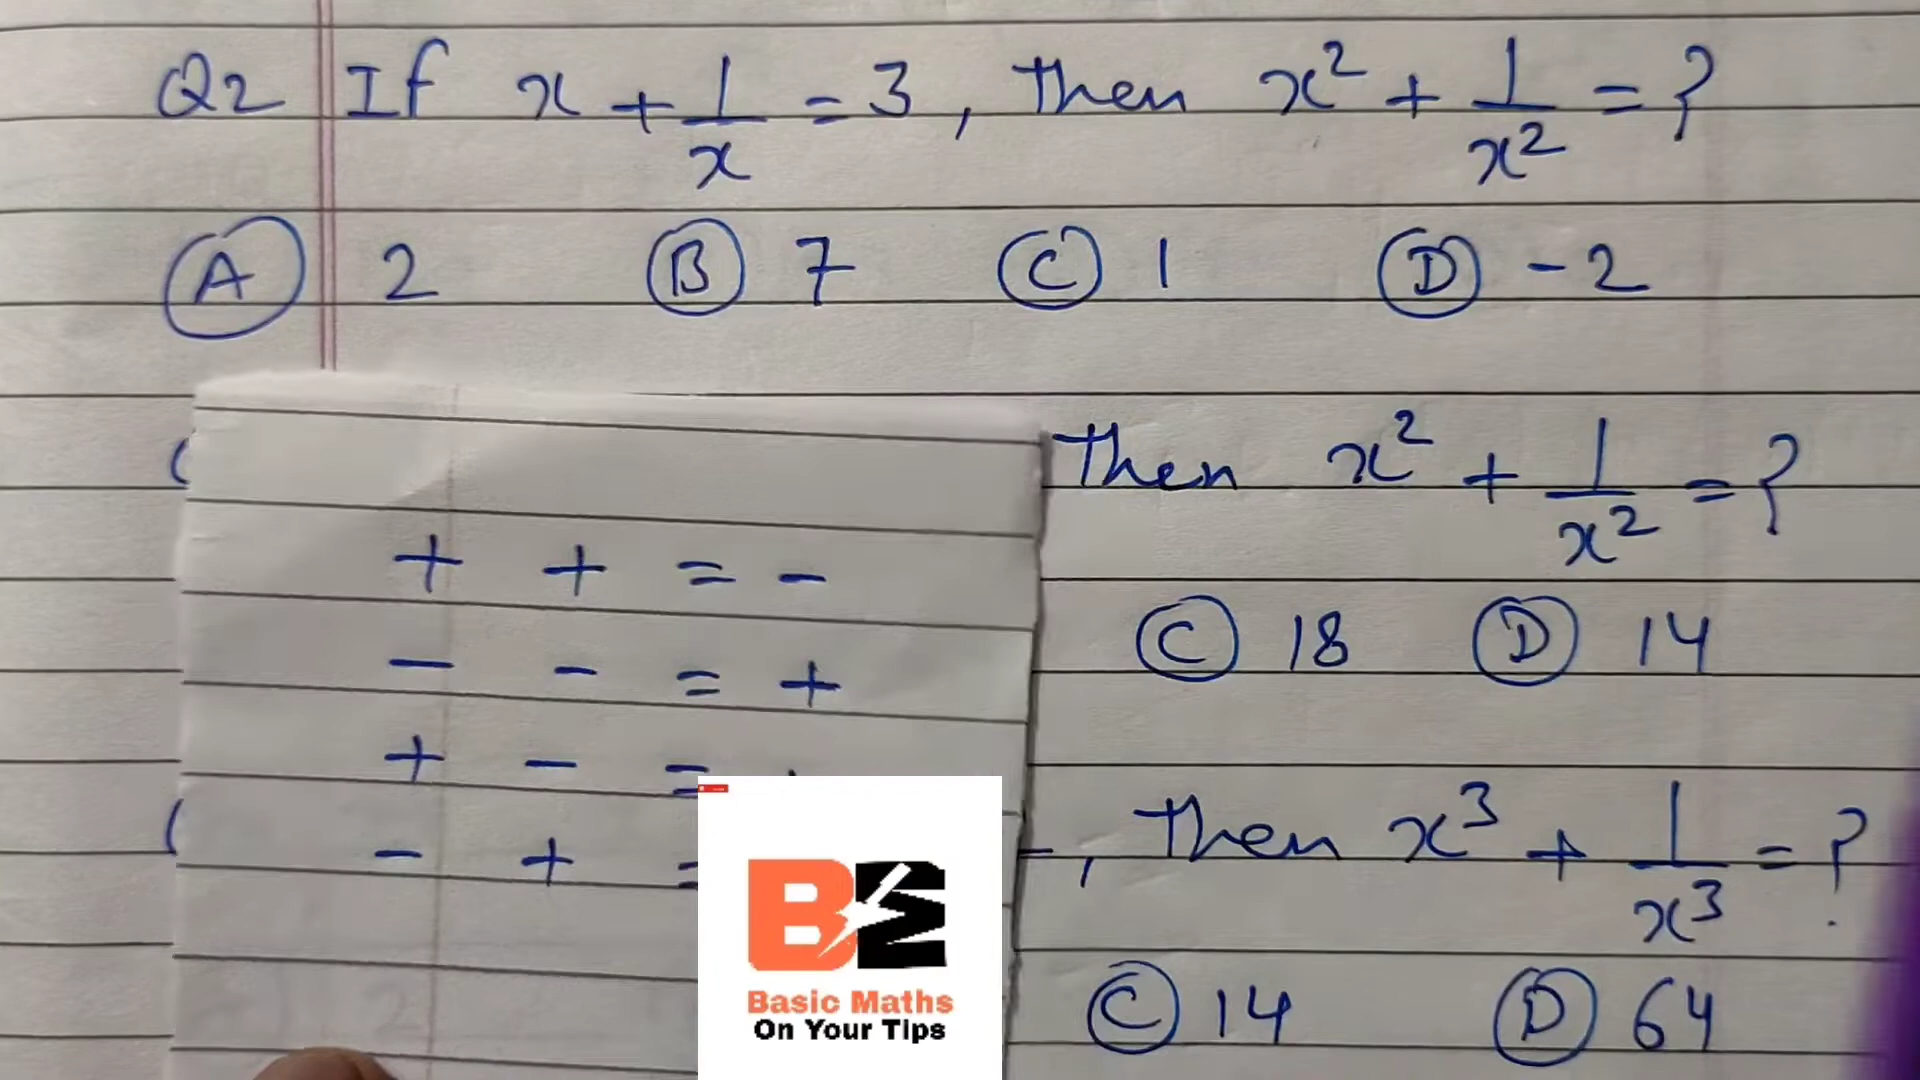 Q2 If x + 1/x = 3, then x² + 1/x² = ?
(A) 2 (B) 7 (C) 1 (D) -2
then x² + 1/x² = ?
+ + = -
(C) 18 (D) 14
- - = +
+ - =
, then x³ + 1/x³ = ?
- + =
(C) 14 (D) 64
Basic Maths
On Your Tips